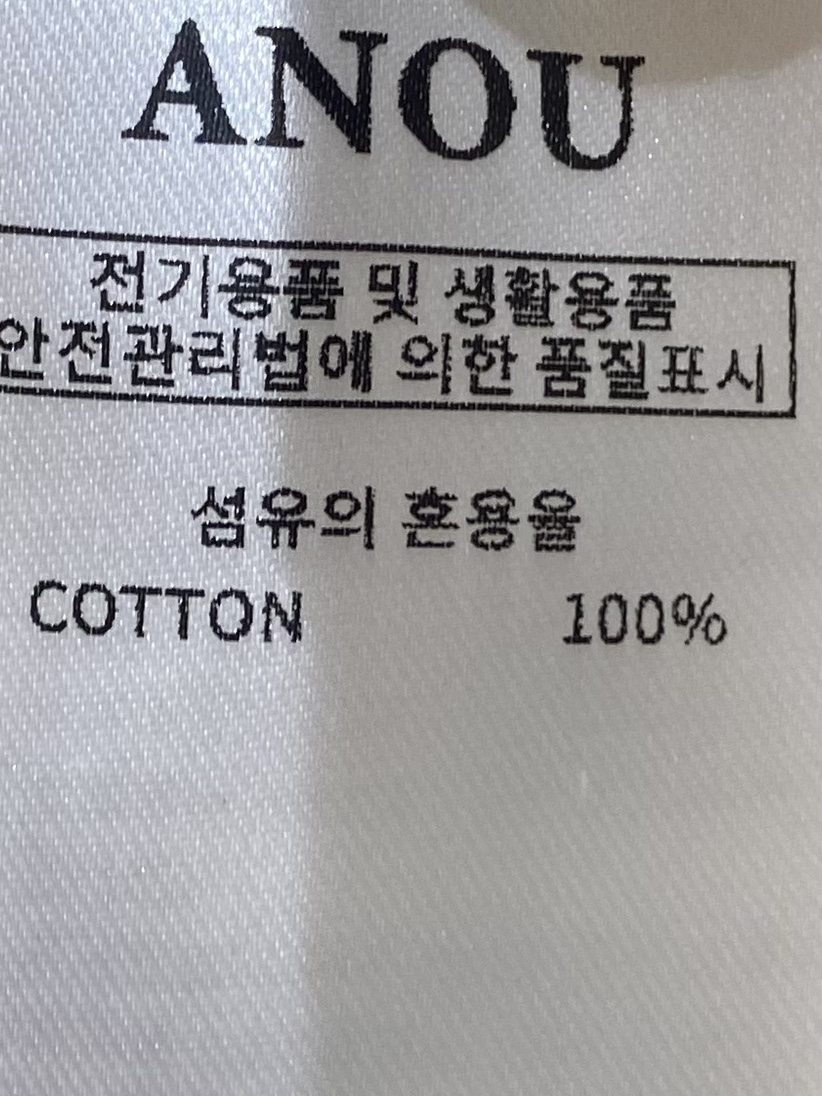 ANOU
전기용품 및 생활용품
안전관리법에 의한 품질표시
섬유의 혼용율
COTTON 100%